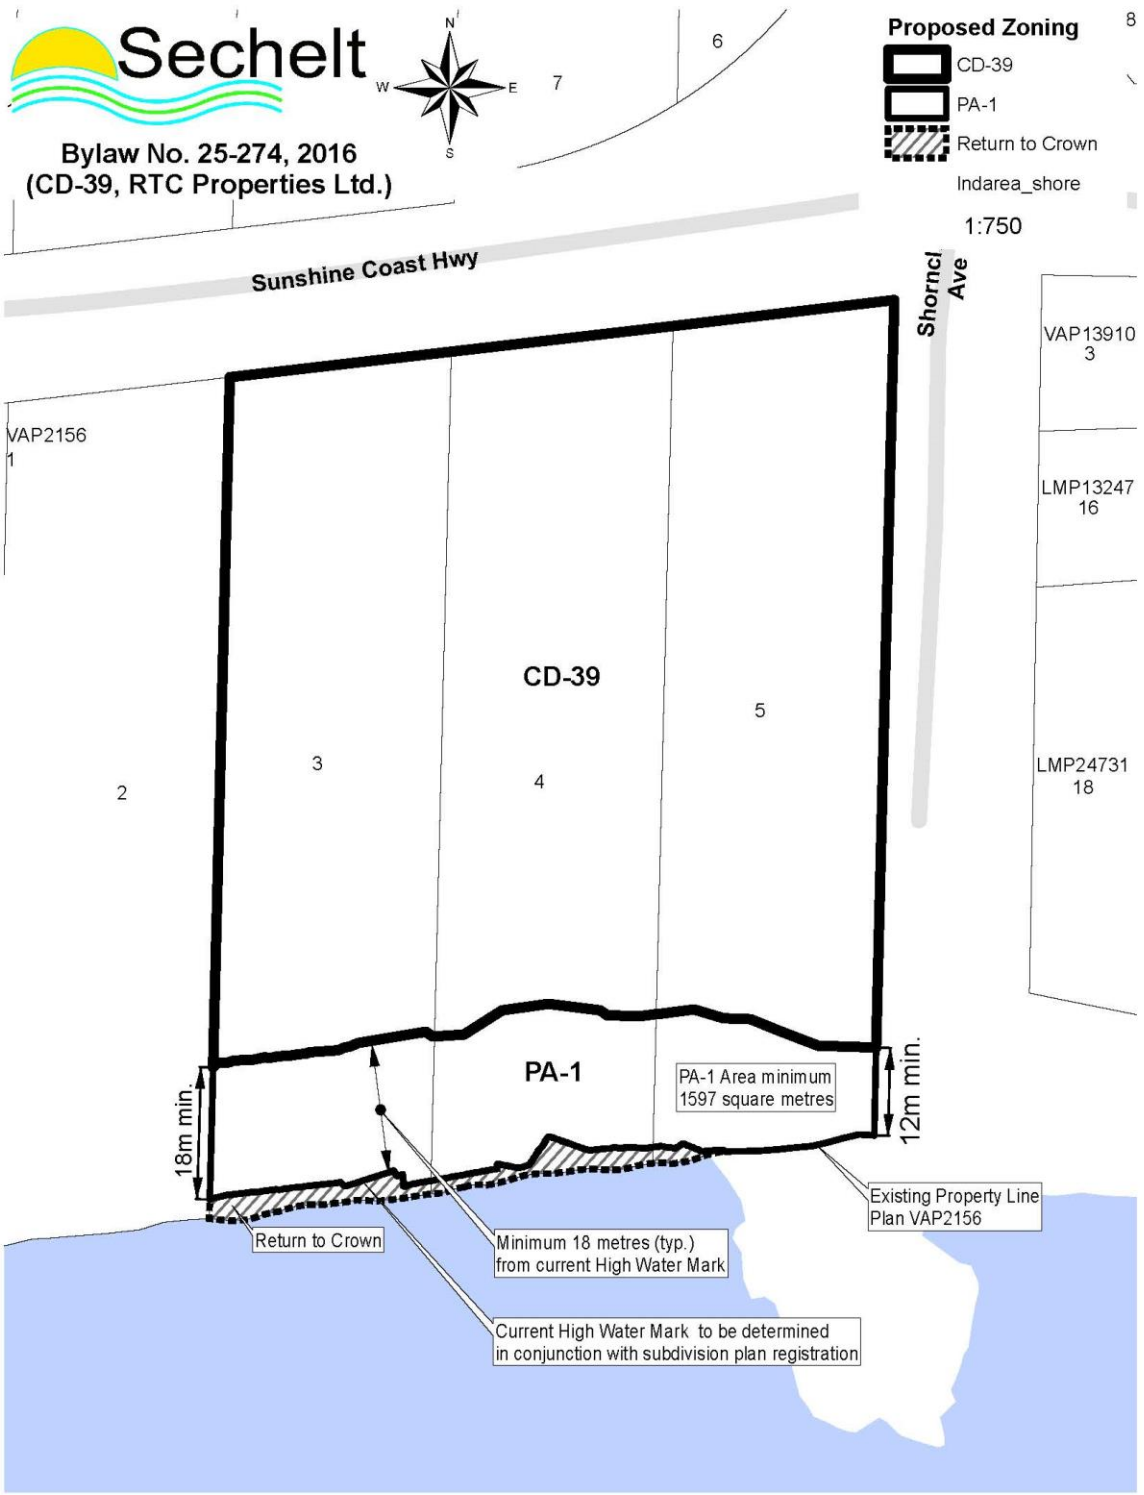 Sechelt
Bylaw No. 25-274, 2016
(CD-39, RTC Properties Ltd.)
N
W
E
S
7
6
8
Proposed Zoning
CD-39
PA-1
Return to Crown
lndarea_shore
1:750
Sunshine Coast Hwy
Shorncl
Ave
VAP13910
3
VAP2156
1
LMP13247
16
CD-39
5
3
4
2
LMP24731
18
PA-1
PA-1 Area minimum
1597 square metres
18m min.
12m min.
Existing Property Line
Plan VAP2156
Return to Crown
Minimum 18 metres (typ.)
from current High Water Mark
Current High Water Mark to be determined
in conjunction with subdivision plan registration